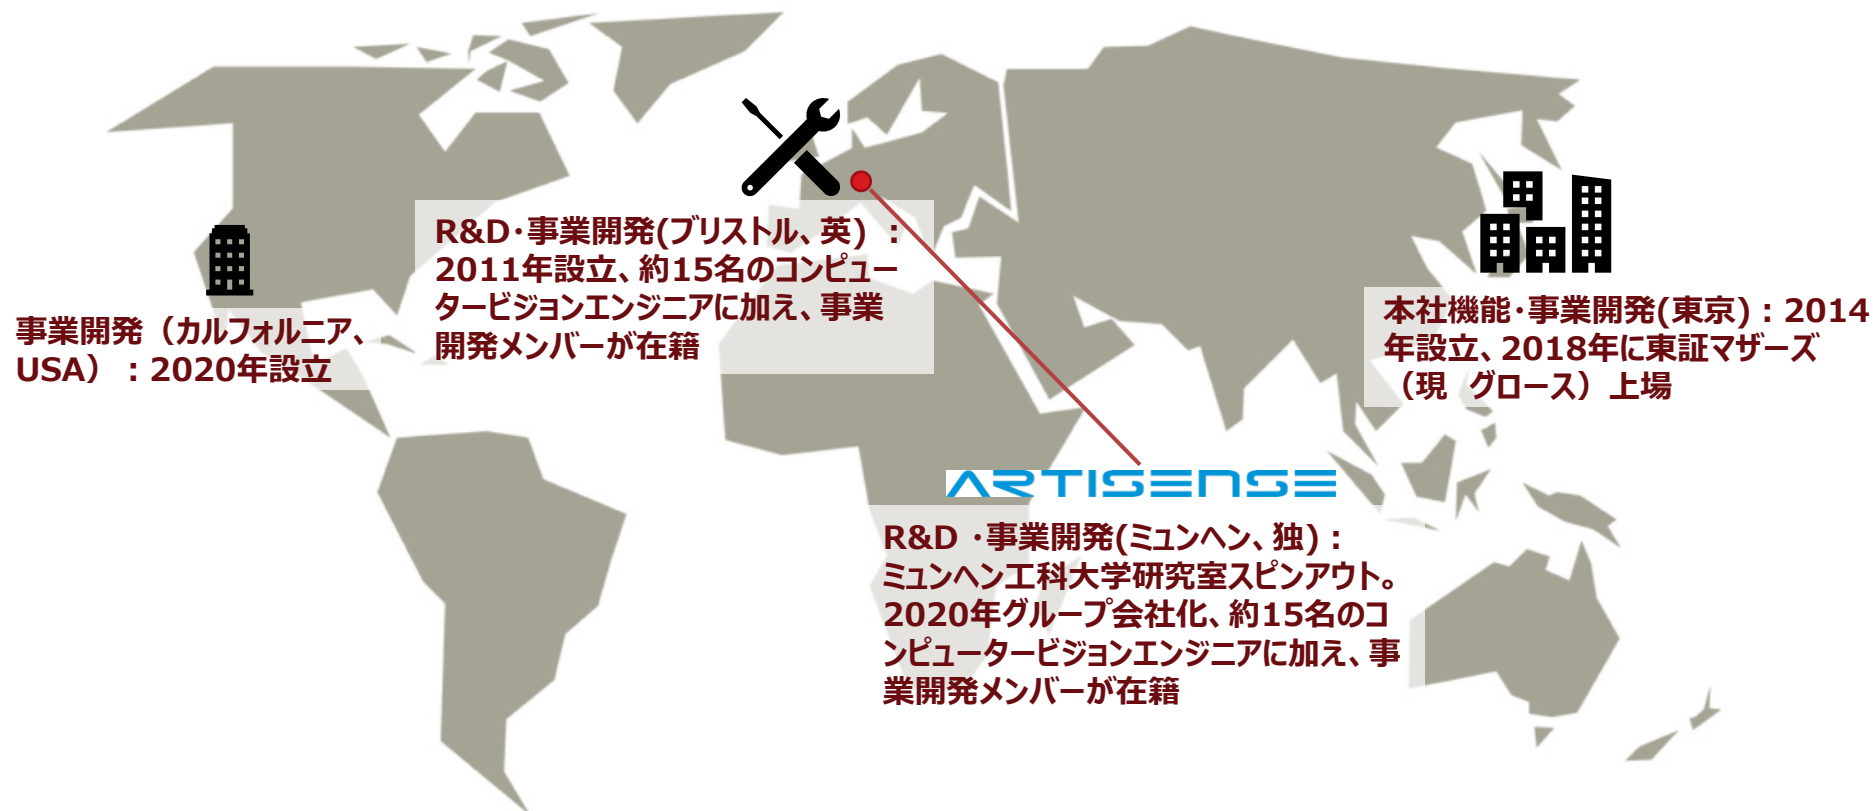 R&D･事業開発(ブリストル、英) ：
2011年設立、約15名のコンピュー
タービジョンエンジニアに加え、事業
開発メンバーが在籍
事業開発（カルフォルニア、
USA）：2020年設立
本社機能･事業開発(東京)：2014
年設立、2018年に東証マザーズ
（現　グロース）上場
ARTISENSE
R&D ･事業開発(ミュンヘン、独)：
ミュンヘン工科大学研究室スピンアウト。
2020年グループ会社化、約15名のコ
ンピュータービジョンエンジニアに加え、事
業開発メンバーが在籍